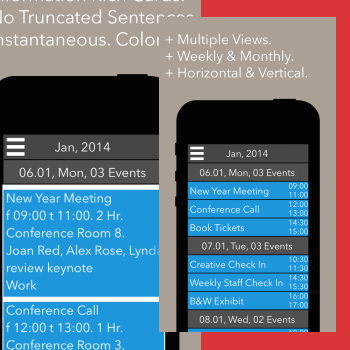 No Truncated Sentences
Instantaneous. Color
Jan, 2014
06.01, Mon, 03 Events
New Year Meeting
f 09:00 t 11:00. 2 Hr.
Conference Room 8.
Joan Red, Alex Rose, Lynda
review keynote
Work
Conference Call
f 12:00 t 13:00. 1 Hr.
Conference Room 3.
+ Multiple Views.
+ Weekly & Monthly.
+ Horizontal & Vertical.
Jan, 2014
06.01, Mon, 03 Events
New Year Meeting 09:00 11:00
Conference Call 12:00 13:00
Book Tickets 14:30 15:00
07.01, Tue, 03 Events
Creative Check In 10:30 11:30
Weekly Staff Check In 14:30 15:30
B&W Exhibit 16:00 17:00
08.01, Wed, 02 Events